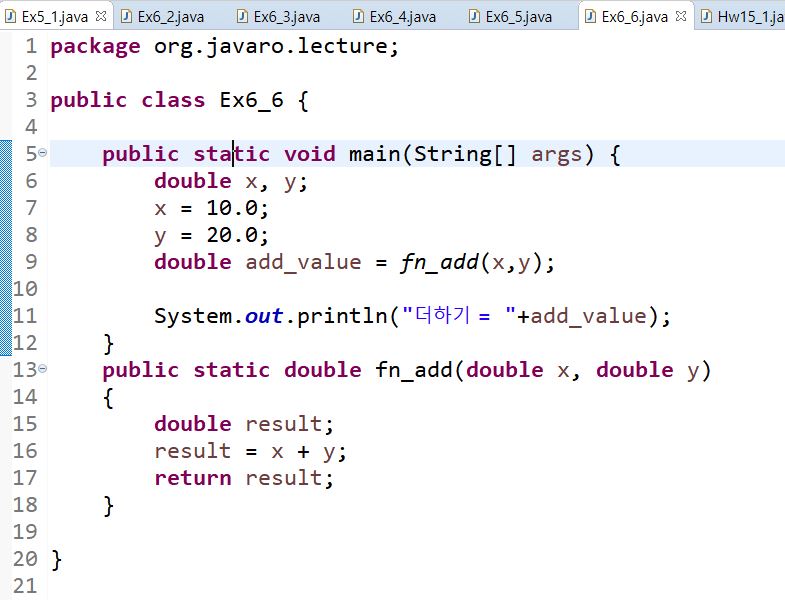 Ex5_1.java Ex6_2.java Ex6_3.java Ex6_4.java Ex6_5.java Ex6_6.java Hw15_1.ja
1 package org.javaro.lecture;
2
3 public class Ex6_6 {
4
5 public static void main(String[] args) {
6 double x, y;
7 x = 10.0;
8 y = 20.0;
9 double add_value = fn_add(x,y);
10
11 System.out.println("더하기 = "+add_value);
12 }
13 public static double fn_add(double x, double y)
14 {
15 double result;
16 result = x + y;
17 return result;
18 }
19
20 }
21